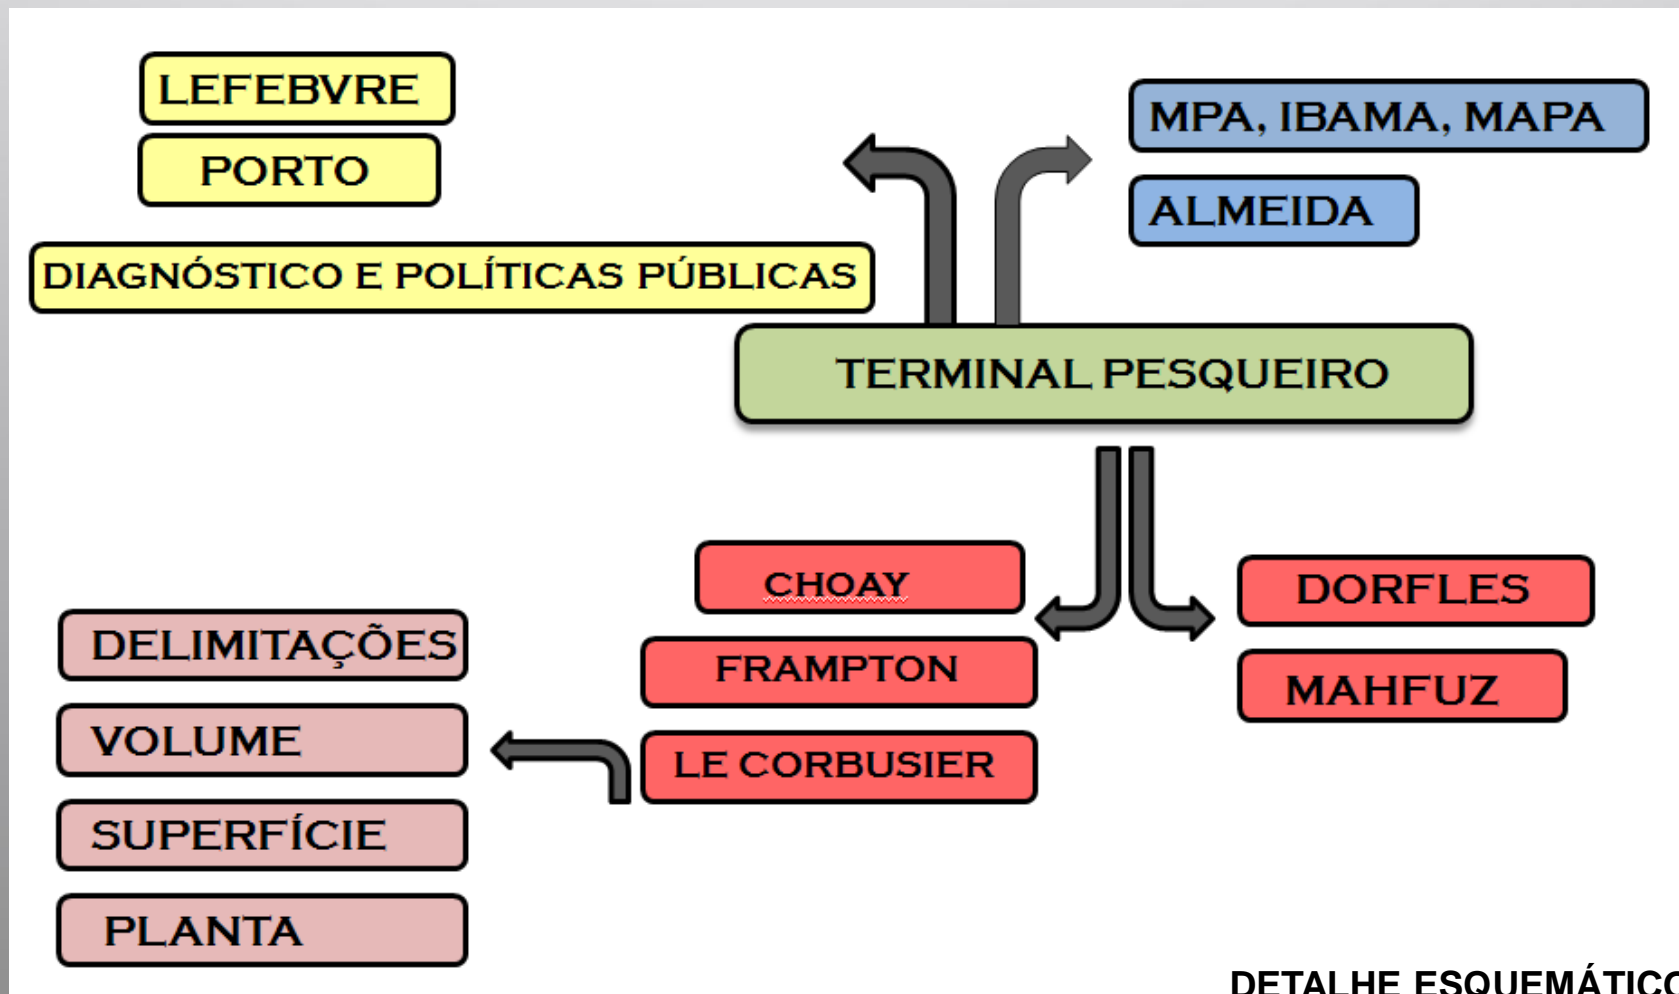 LEFEBVRE
PORTO
DIAGNÓSTICO E POLÍTICAS PÚBLICAS
MPA, IBAMA, MAPA
ALMEIDA
TERMINAL PESQUEIRO
CHOAY
FRAMPTON
LE CORBUSIER
DORFLES
MAHFUZ
DELIMITAÇÕES
VOLUME
SUPERFÍCIE
PLANTA
DETALHE ESQUEMÁTICO